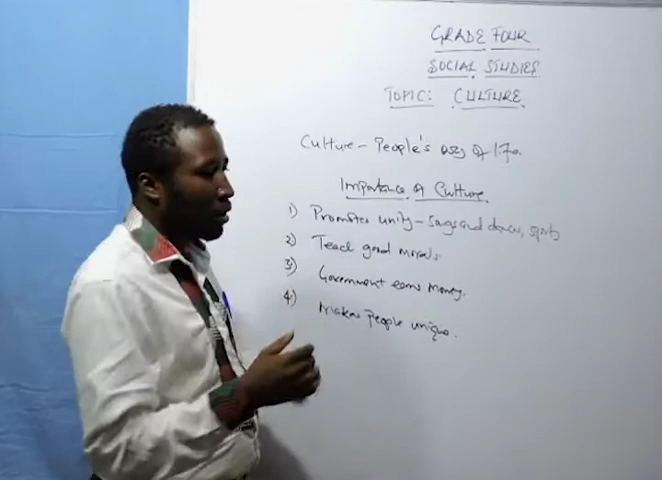 GRADE FOUR
SOCIAL STUDIES
TOPIC: CULTURE
Culture - People's way of life.
Importance of Culture.
1) Promotes unity - Songs and dances, sports
2) Teach good morals.
3) Government earns money.
4) Makes People unique.